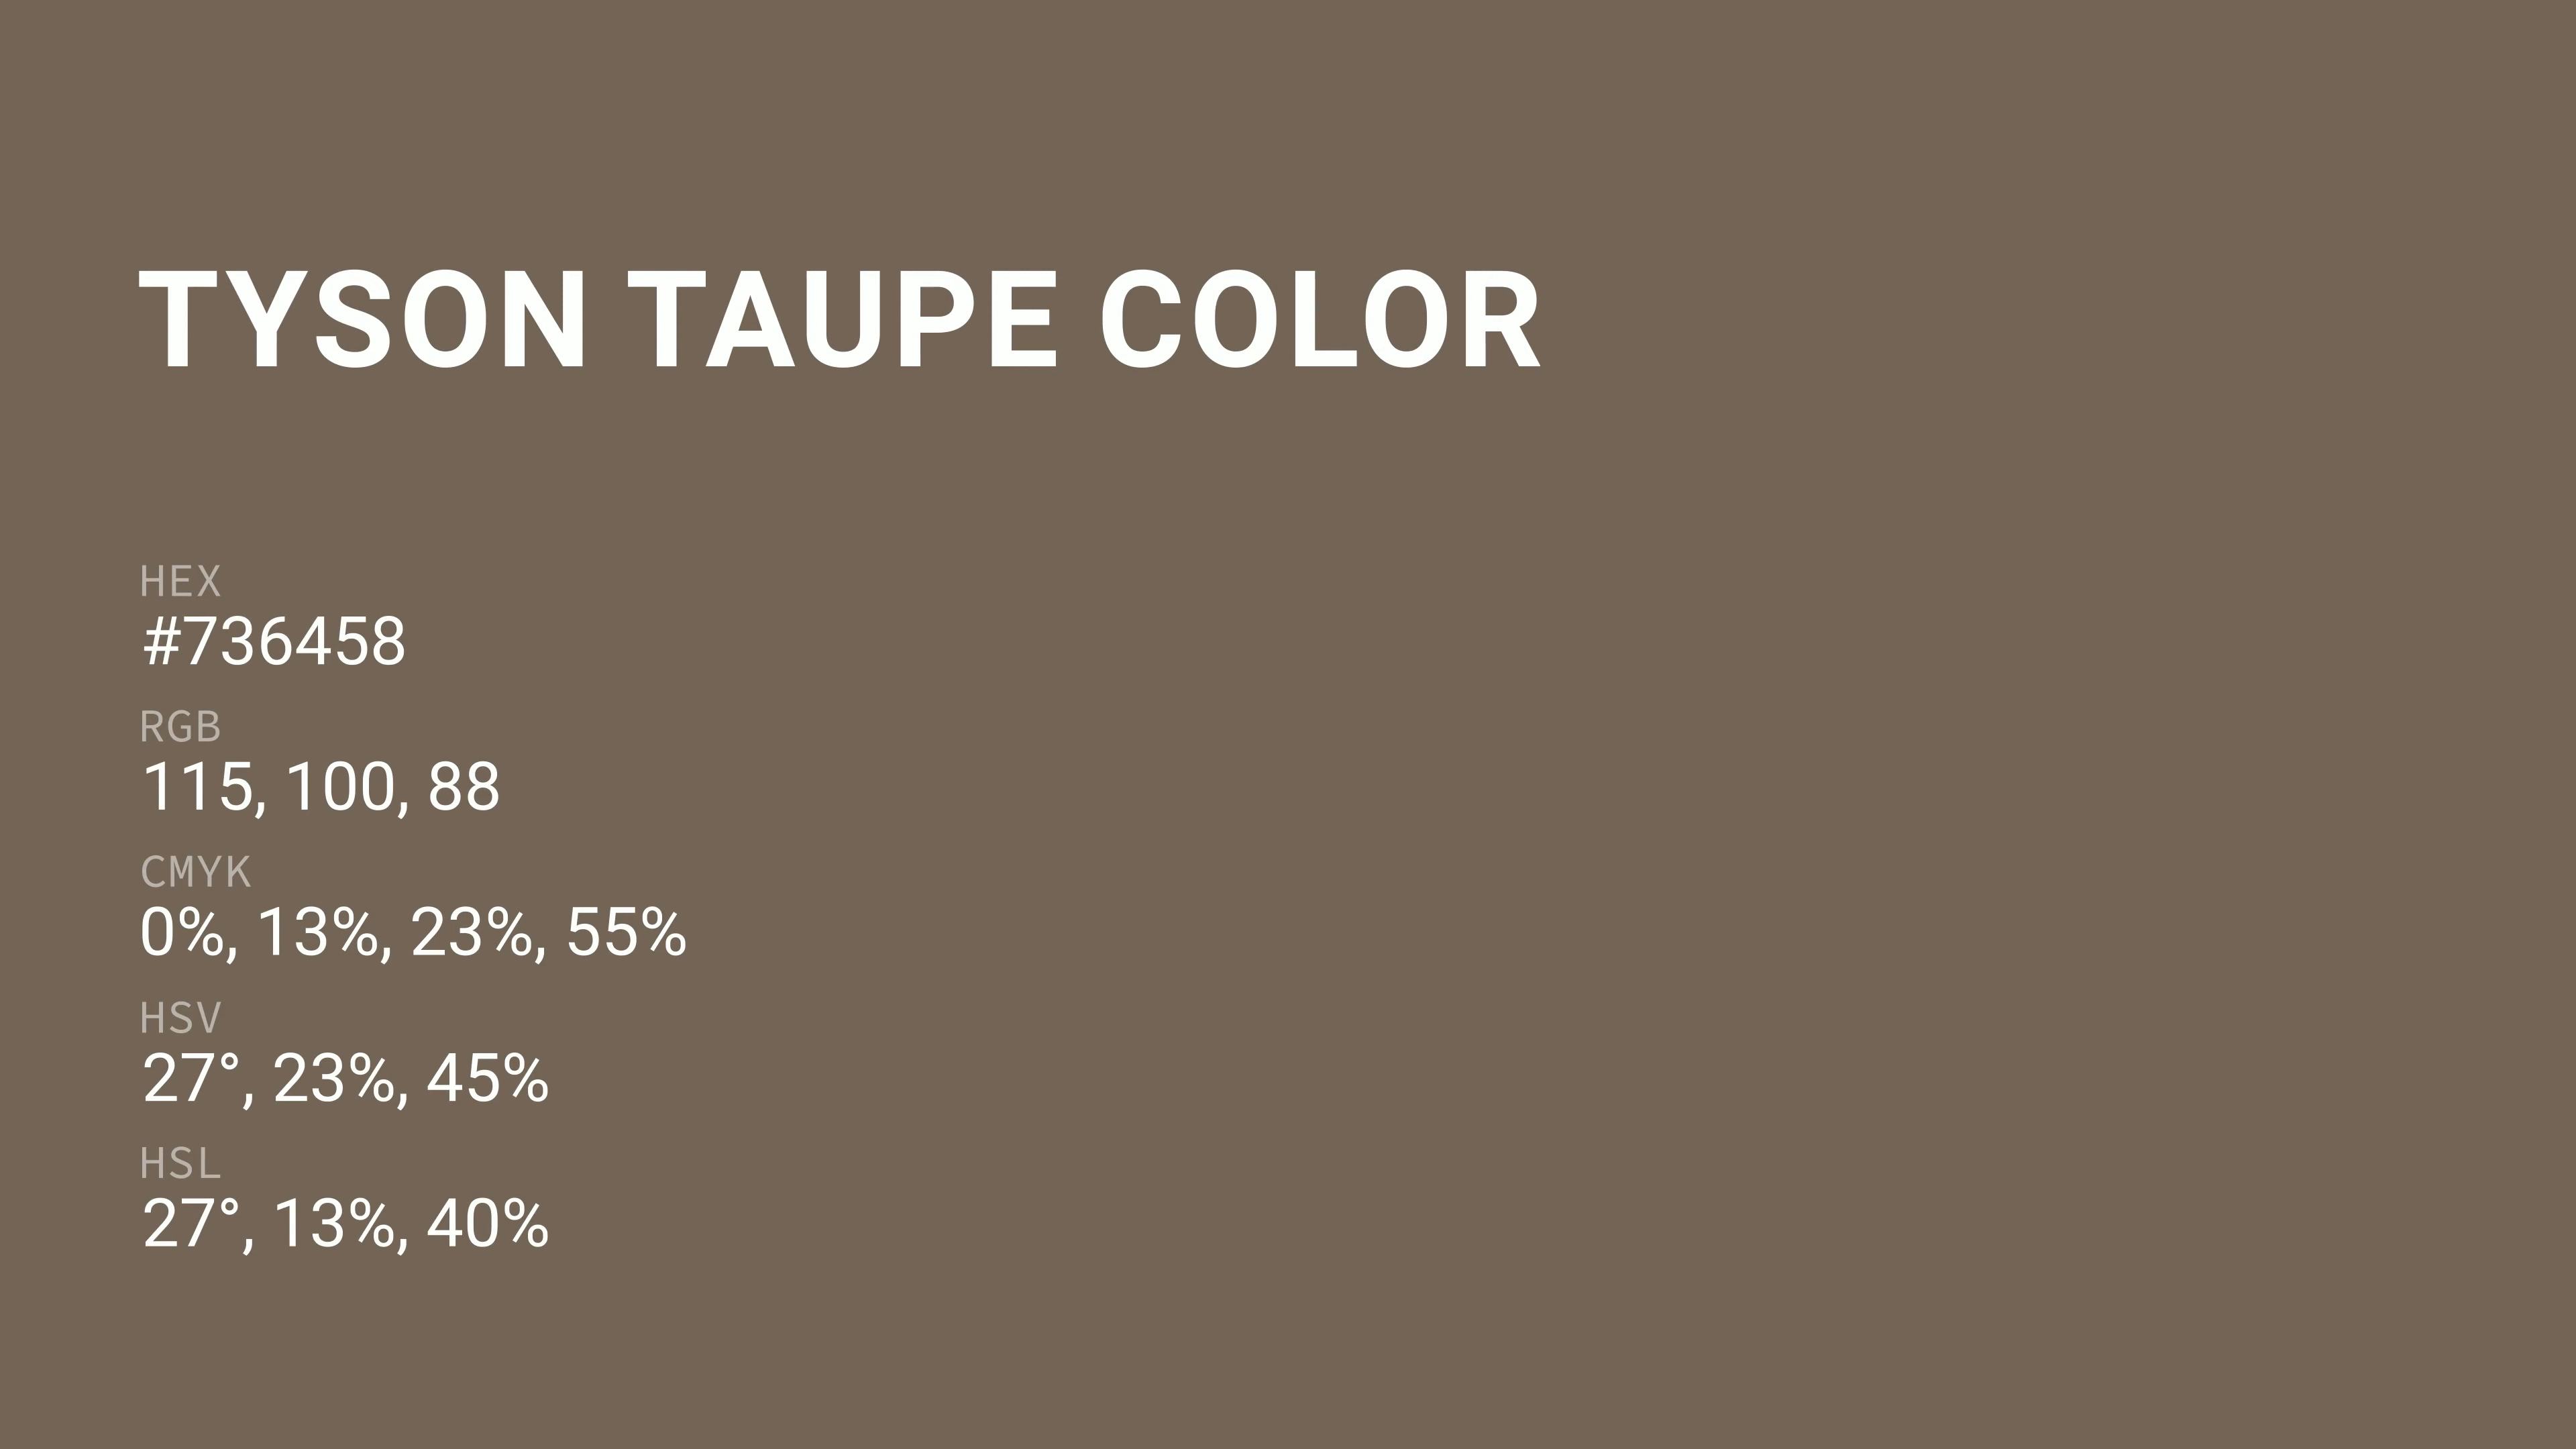 TYSON TAUPE COLOR
HEX
#736458
RGB
115, 100, 88
CMYK
0%, 13%, 23%, 55%
HSV
27°, 23%, 45%
HSL
27°, 13%, 40%